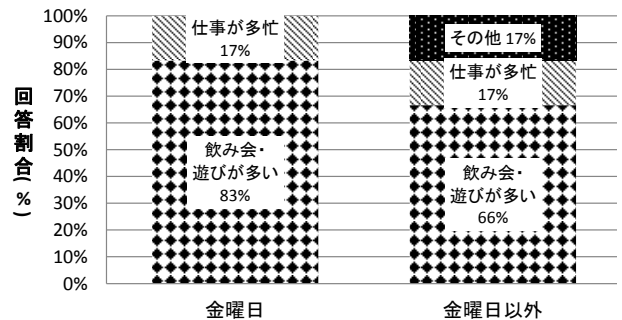 回答割合(%)
100%
90%
80%
70%
60%
50%
40%
30%
20%
10%
0%
仕事が多忙
17%
飲み会・
遊びが多い
83%
その他 17%
仕事が多忙
17%
飲み会・
遊びが多い
66%
金曜日
金曜日以外